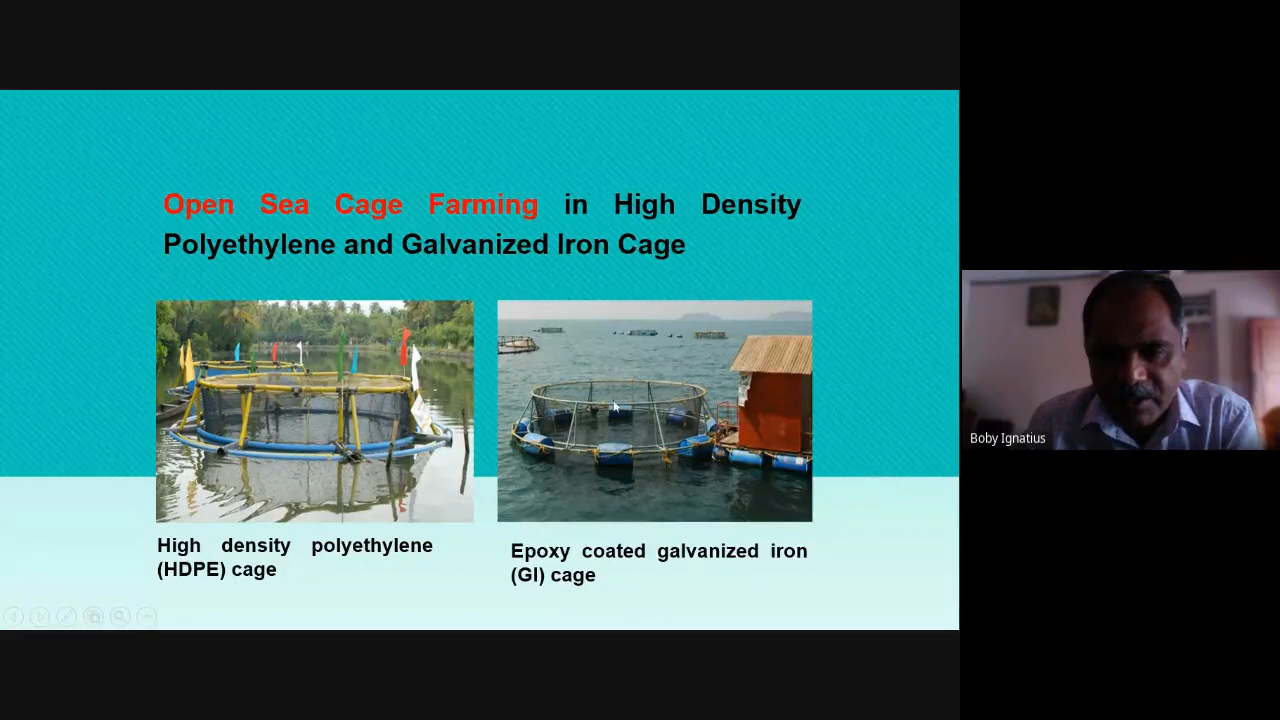 Open Sea Cage Farming in High Density
Polyethylene and Galvanized Iron Cage
High density polyethylene
(HDPE) cage
Epoxy coated galvanized iron
(GI) cage
Boby Ignatius